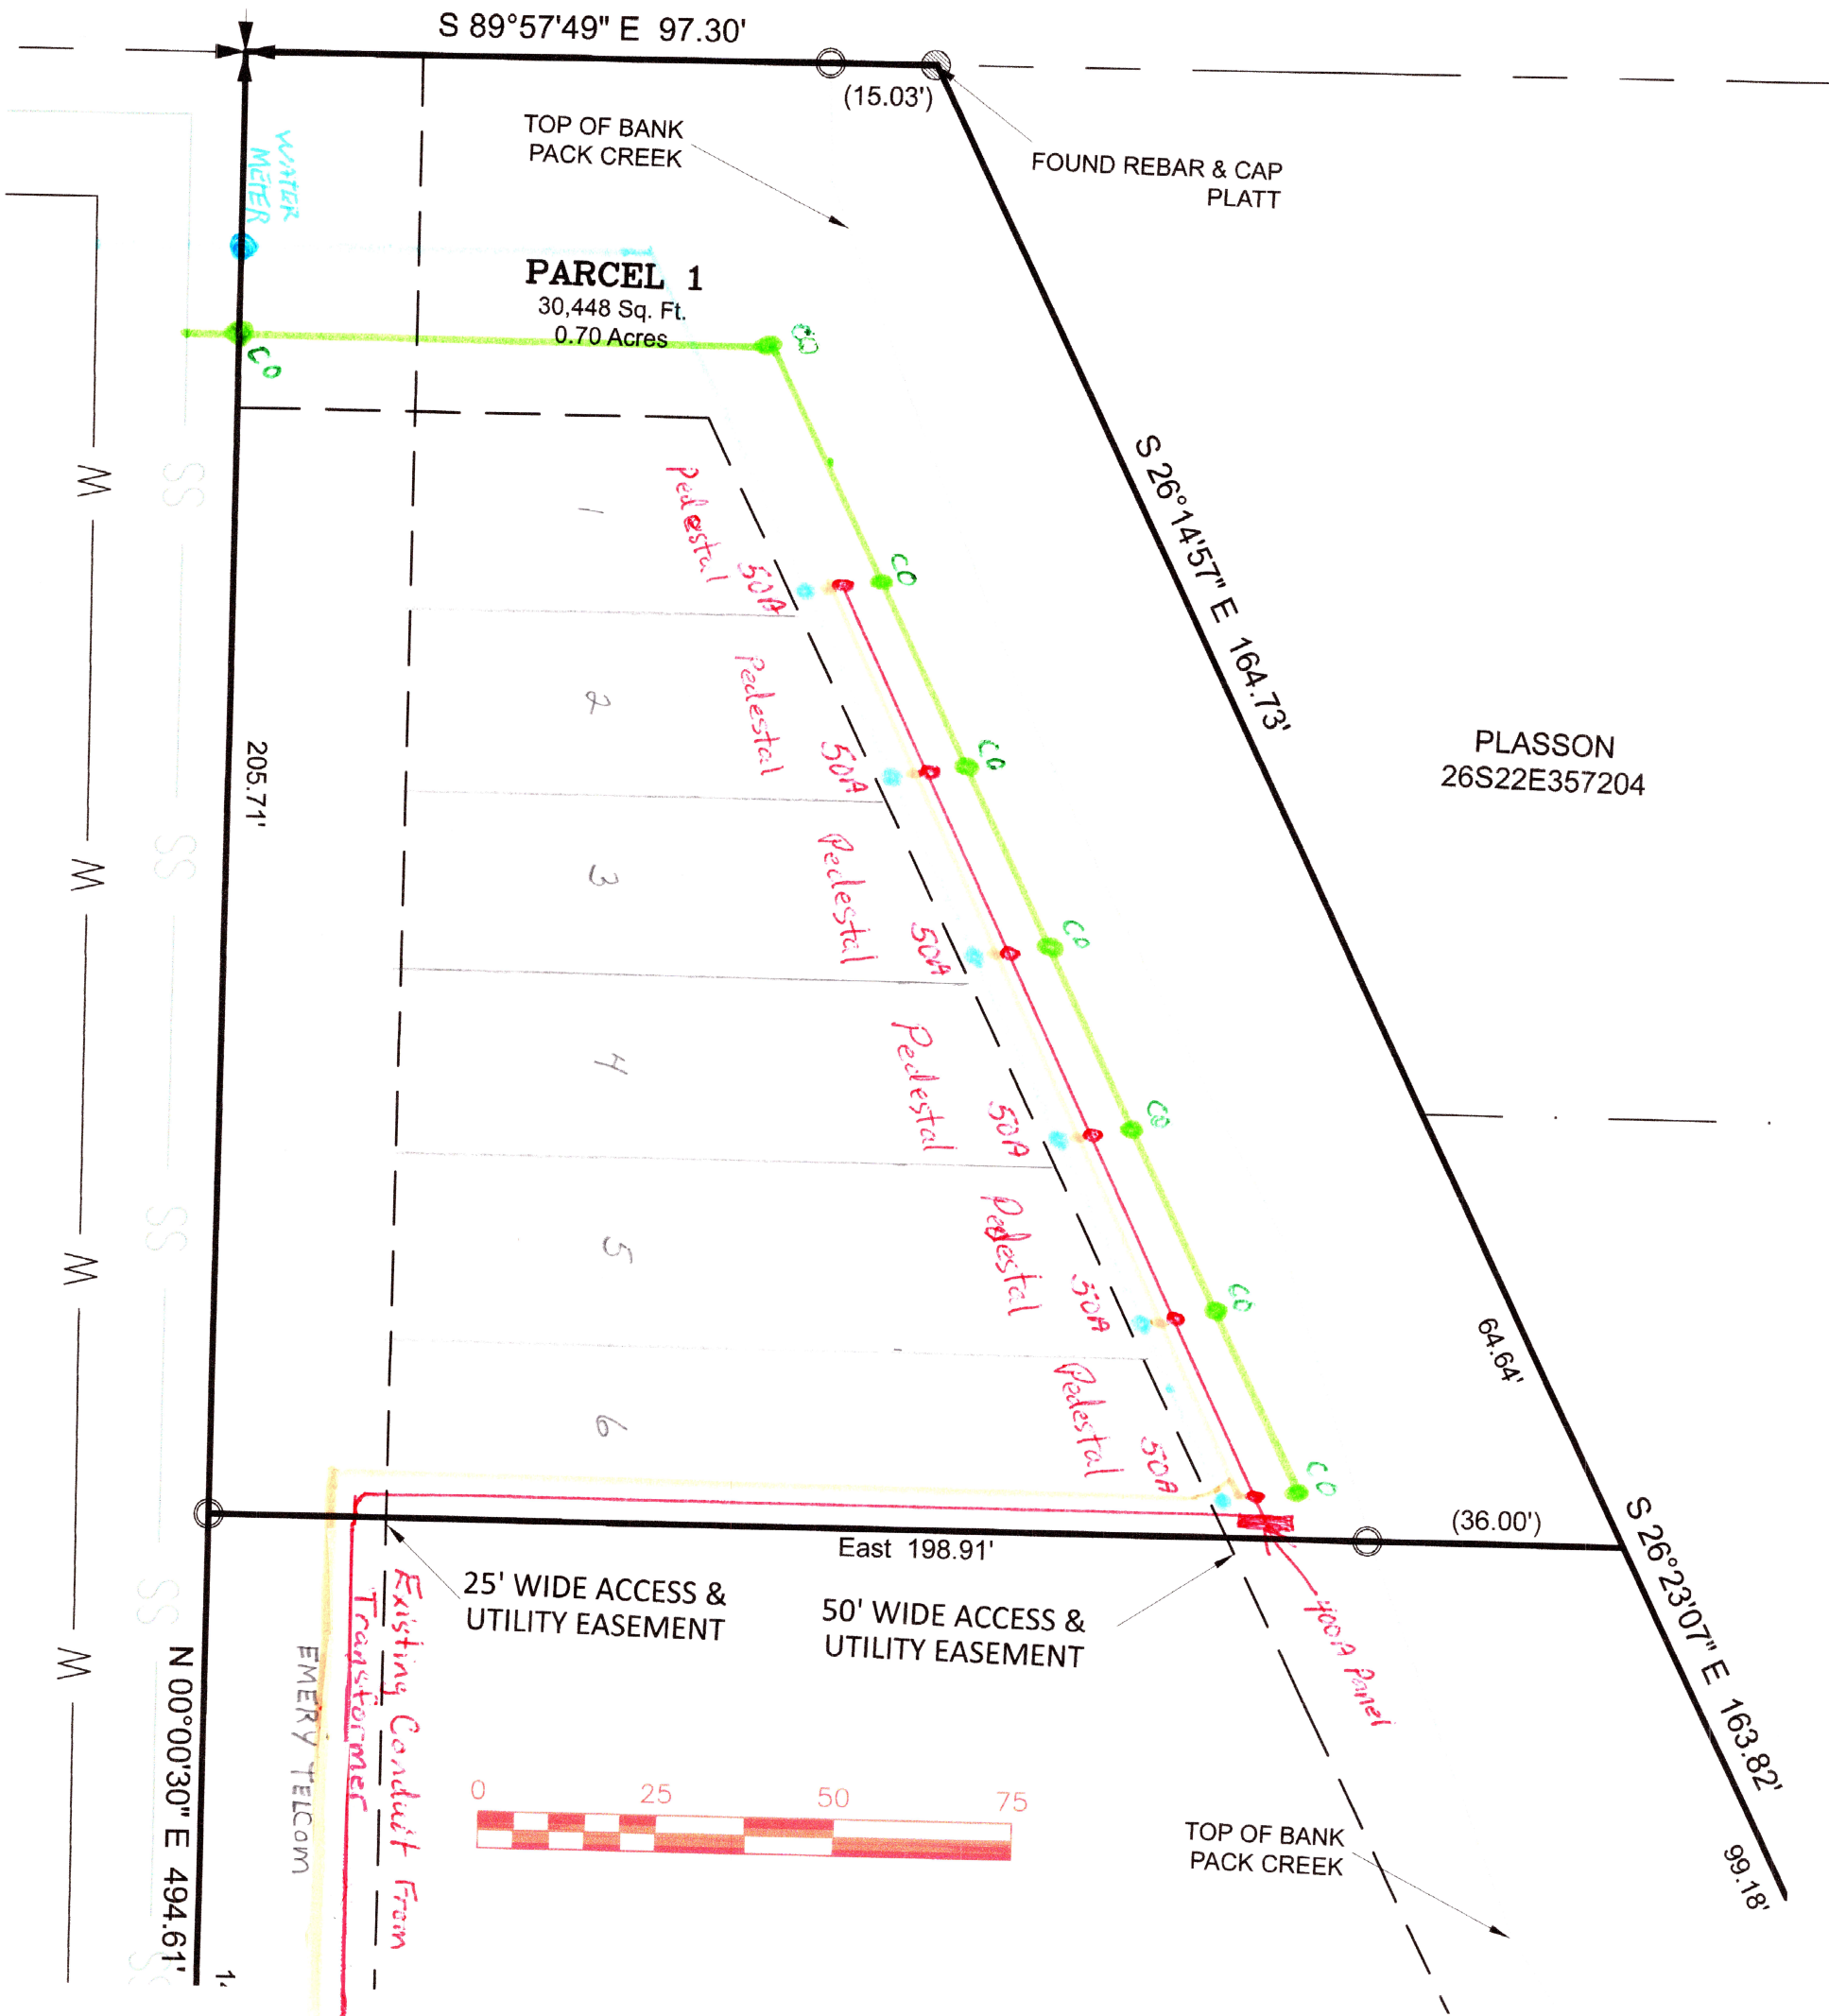 S 89°57'49" E 97.30'
(15.03')
TOP OF BANK
PACK CREEK
FOUND REBAR & CAP
PLATT
WATER
METER
PARCEL 1
30,448 Sq. Ft.
0.70 Acres
CO
CO
S 26°14'57" E 164.73'
W
SS
pedestal
50A
1
CO
Pedestal
50A
2
CO
205.71'
PLASSON
26S22E357204
W
SS
Pedestal
50A
3
CO
Pedestal
50A
4
CO
W
SS
Pedestal
50A
5
CO
64.64'
Pedestal
50A
6
CO
(36.00')
East 198.91'
S 26°23'07" E 163.82'
25' WIDE ACCESS &
UTILITY EASEMENT
50' WIDE ACCESS &
UTILITY EASEMENT
400A Panel
Existing Conduit From
Transformer
EMERY TELCOM
W
SS
N 00°00'30" E 494.61'
0 25 50 75
TOP OF BANK
PACK CREEK
99.18'
SS
1